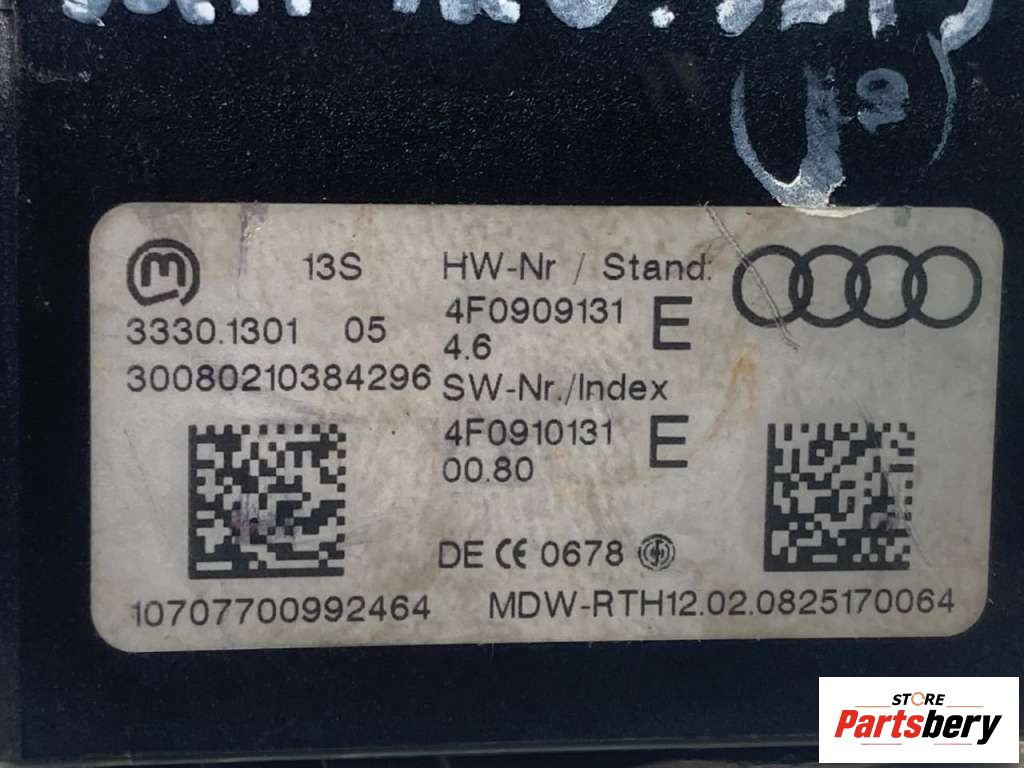 13S
3330.1301 05
30080210384296
HW-Nr / Stand:
4F0909131 E
4.6
SW-Nr./Index
4F0910131 E
00.80
DE CE 0678
10707700992464
MDW-RTH12.02.0825170064
STORE
Partsbery